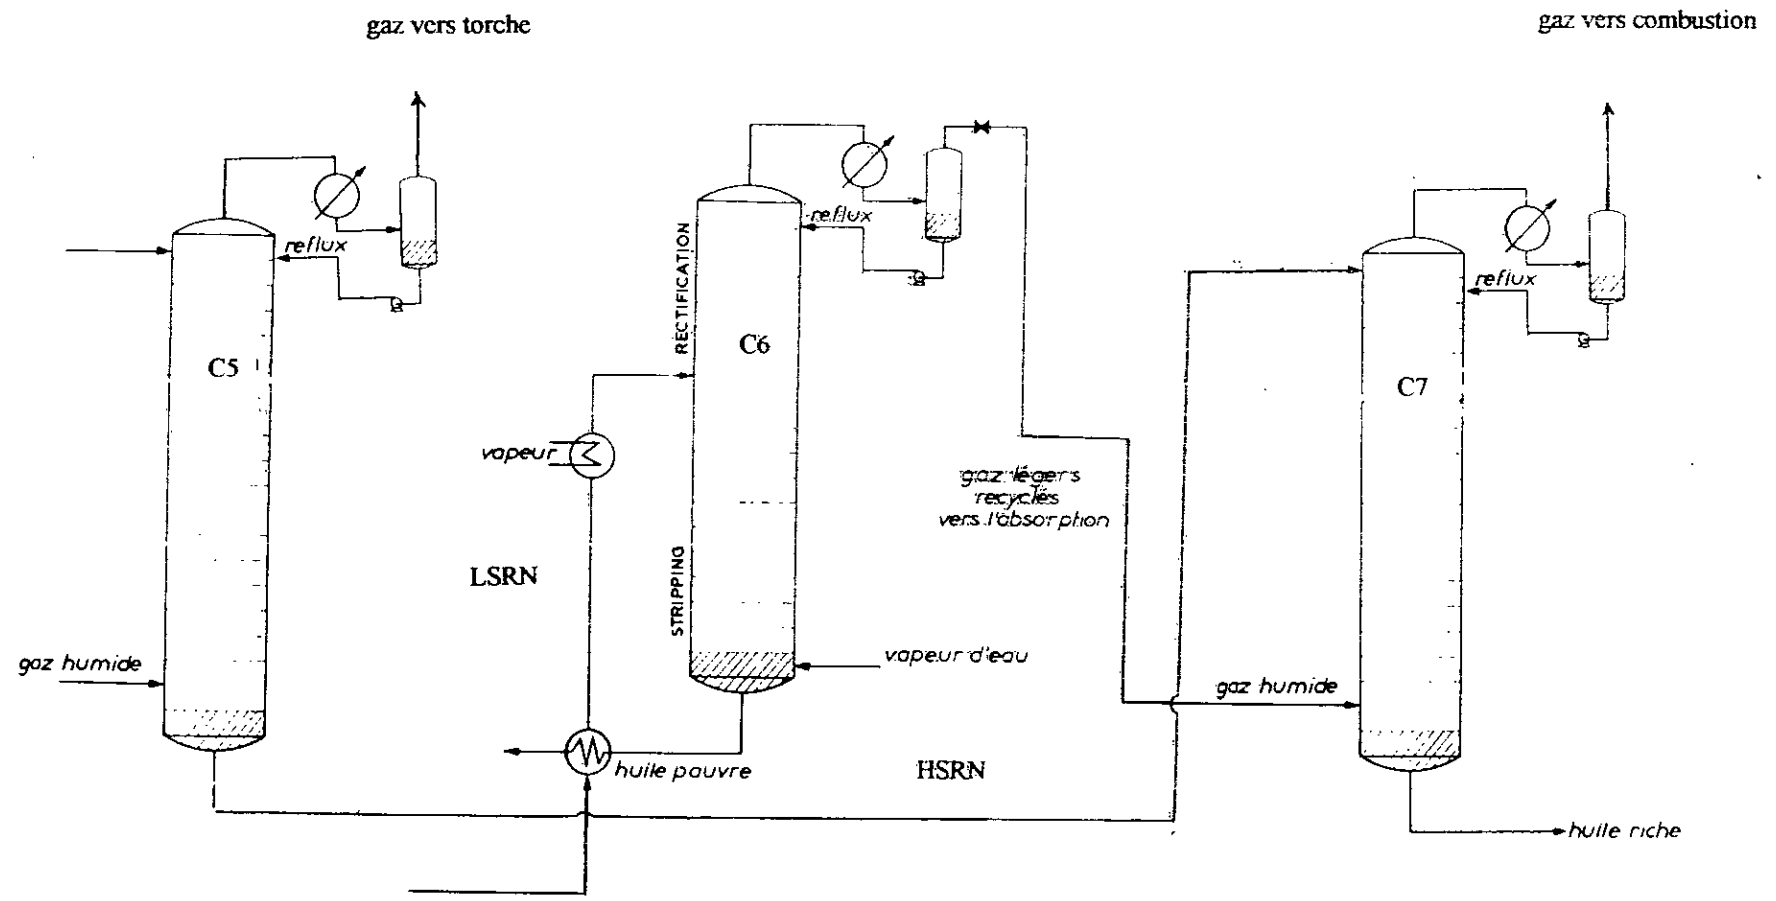 gaz vers torche
gaz vers combustion
reflux
reflux
reflux
RECTIFICATION
C5
C6
C7
vapeur
gaz légers
recyclés
vers l'absorption
LSRN
STRIPPING
gaz humide
vapeur d'eau
gaz humide
huile pauvre
HSRN
huile riche